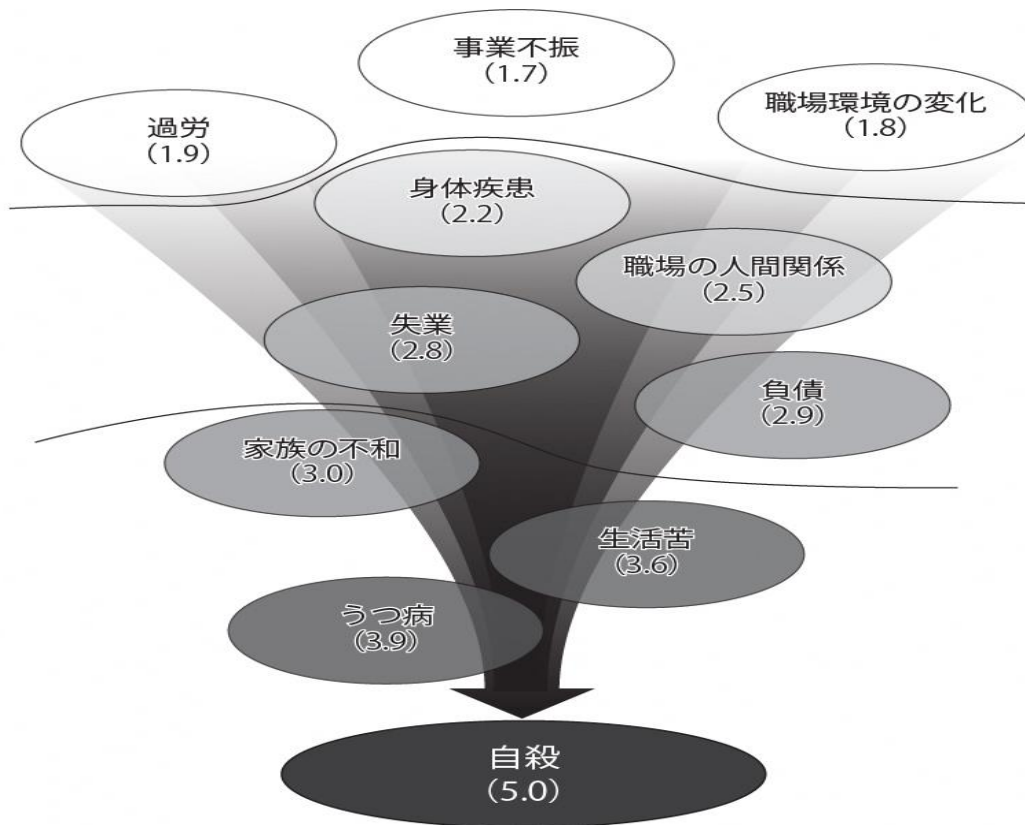 事業不振
（1.7）
職場環境の変化
（1.8）
過労
（1.9）
身体疾患
（2.2）
職場の人間関係
（2.5）
失業
（2.8）
負債
（2.9）
家族の不和
（3.0）
生活苦
（3.6）
うつ病
（3.9）
自殺
（5.0）